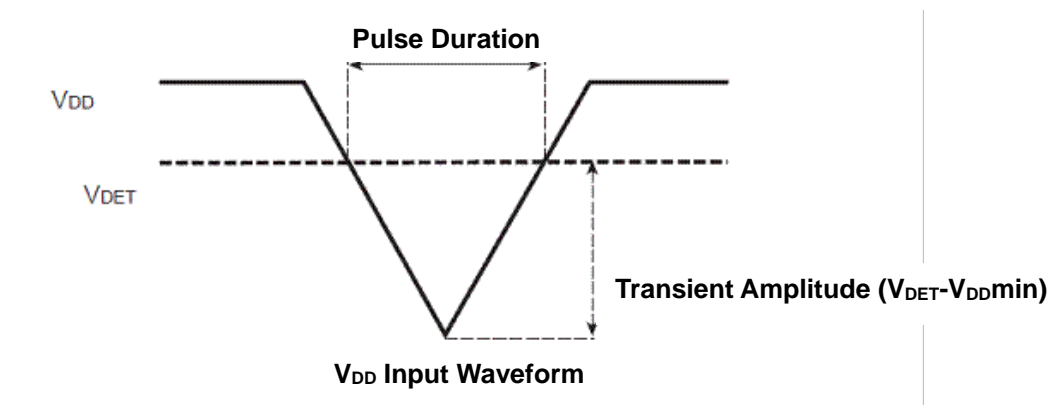 Pulse Duration
VDD
VDET
Transient Amplitude (VDET-VDDmin)
VDD Input Waveform